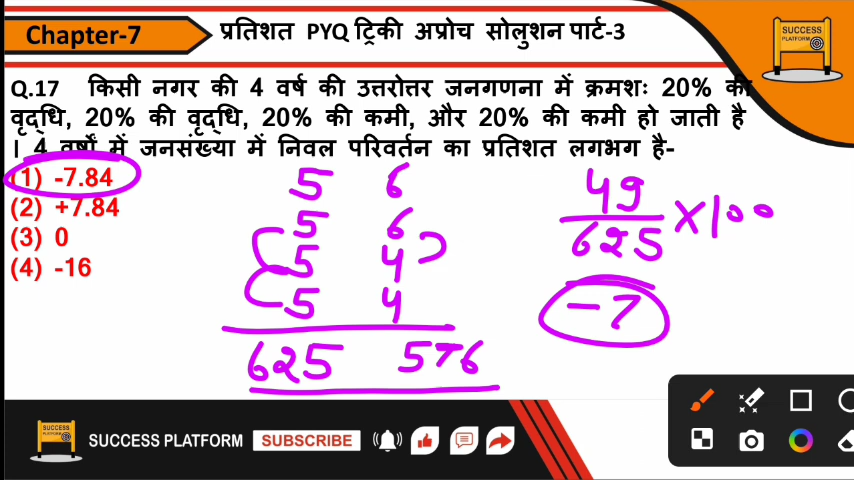 Chapter-7
प्रतिशत PYQ ट्रिकी अप्रोच सोलुशन पार्ट-3
SUCCESS
PLATFORM
Q.17 किसी नगर की 4 वर्ष की उत्तरोत्तर जनगणना में क्रमशः 20% की
वृद्धि, 20% की वृद्धि, 20% की कमी, और 20% की कमी हो जाती है
। 4 वर्षों में जनसंख्या में निवल परिवर्तन का प्रतिशत लगभग है-
(1) -7.84
(2) +7.84
(3) 0
(4) -16
5 6
5 6
5 4
5 4
625 576
49
625 ×100
-7
SUCCESS
PLATFORM
SUCCESS PLATFORM SUBSCRIBE